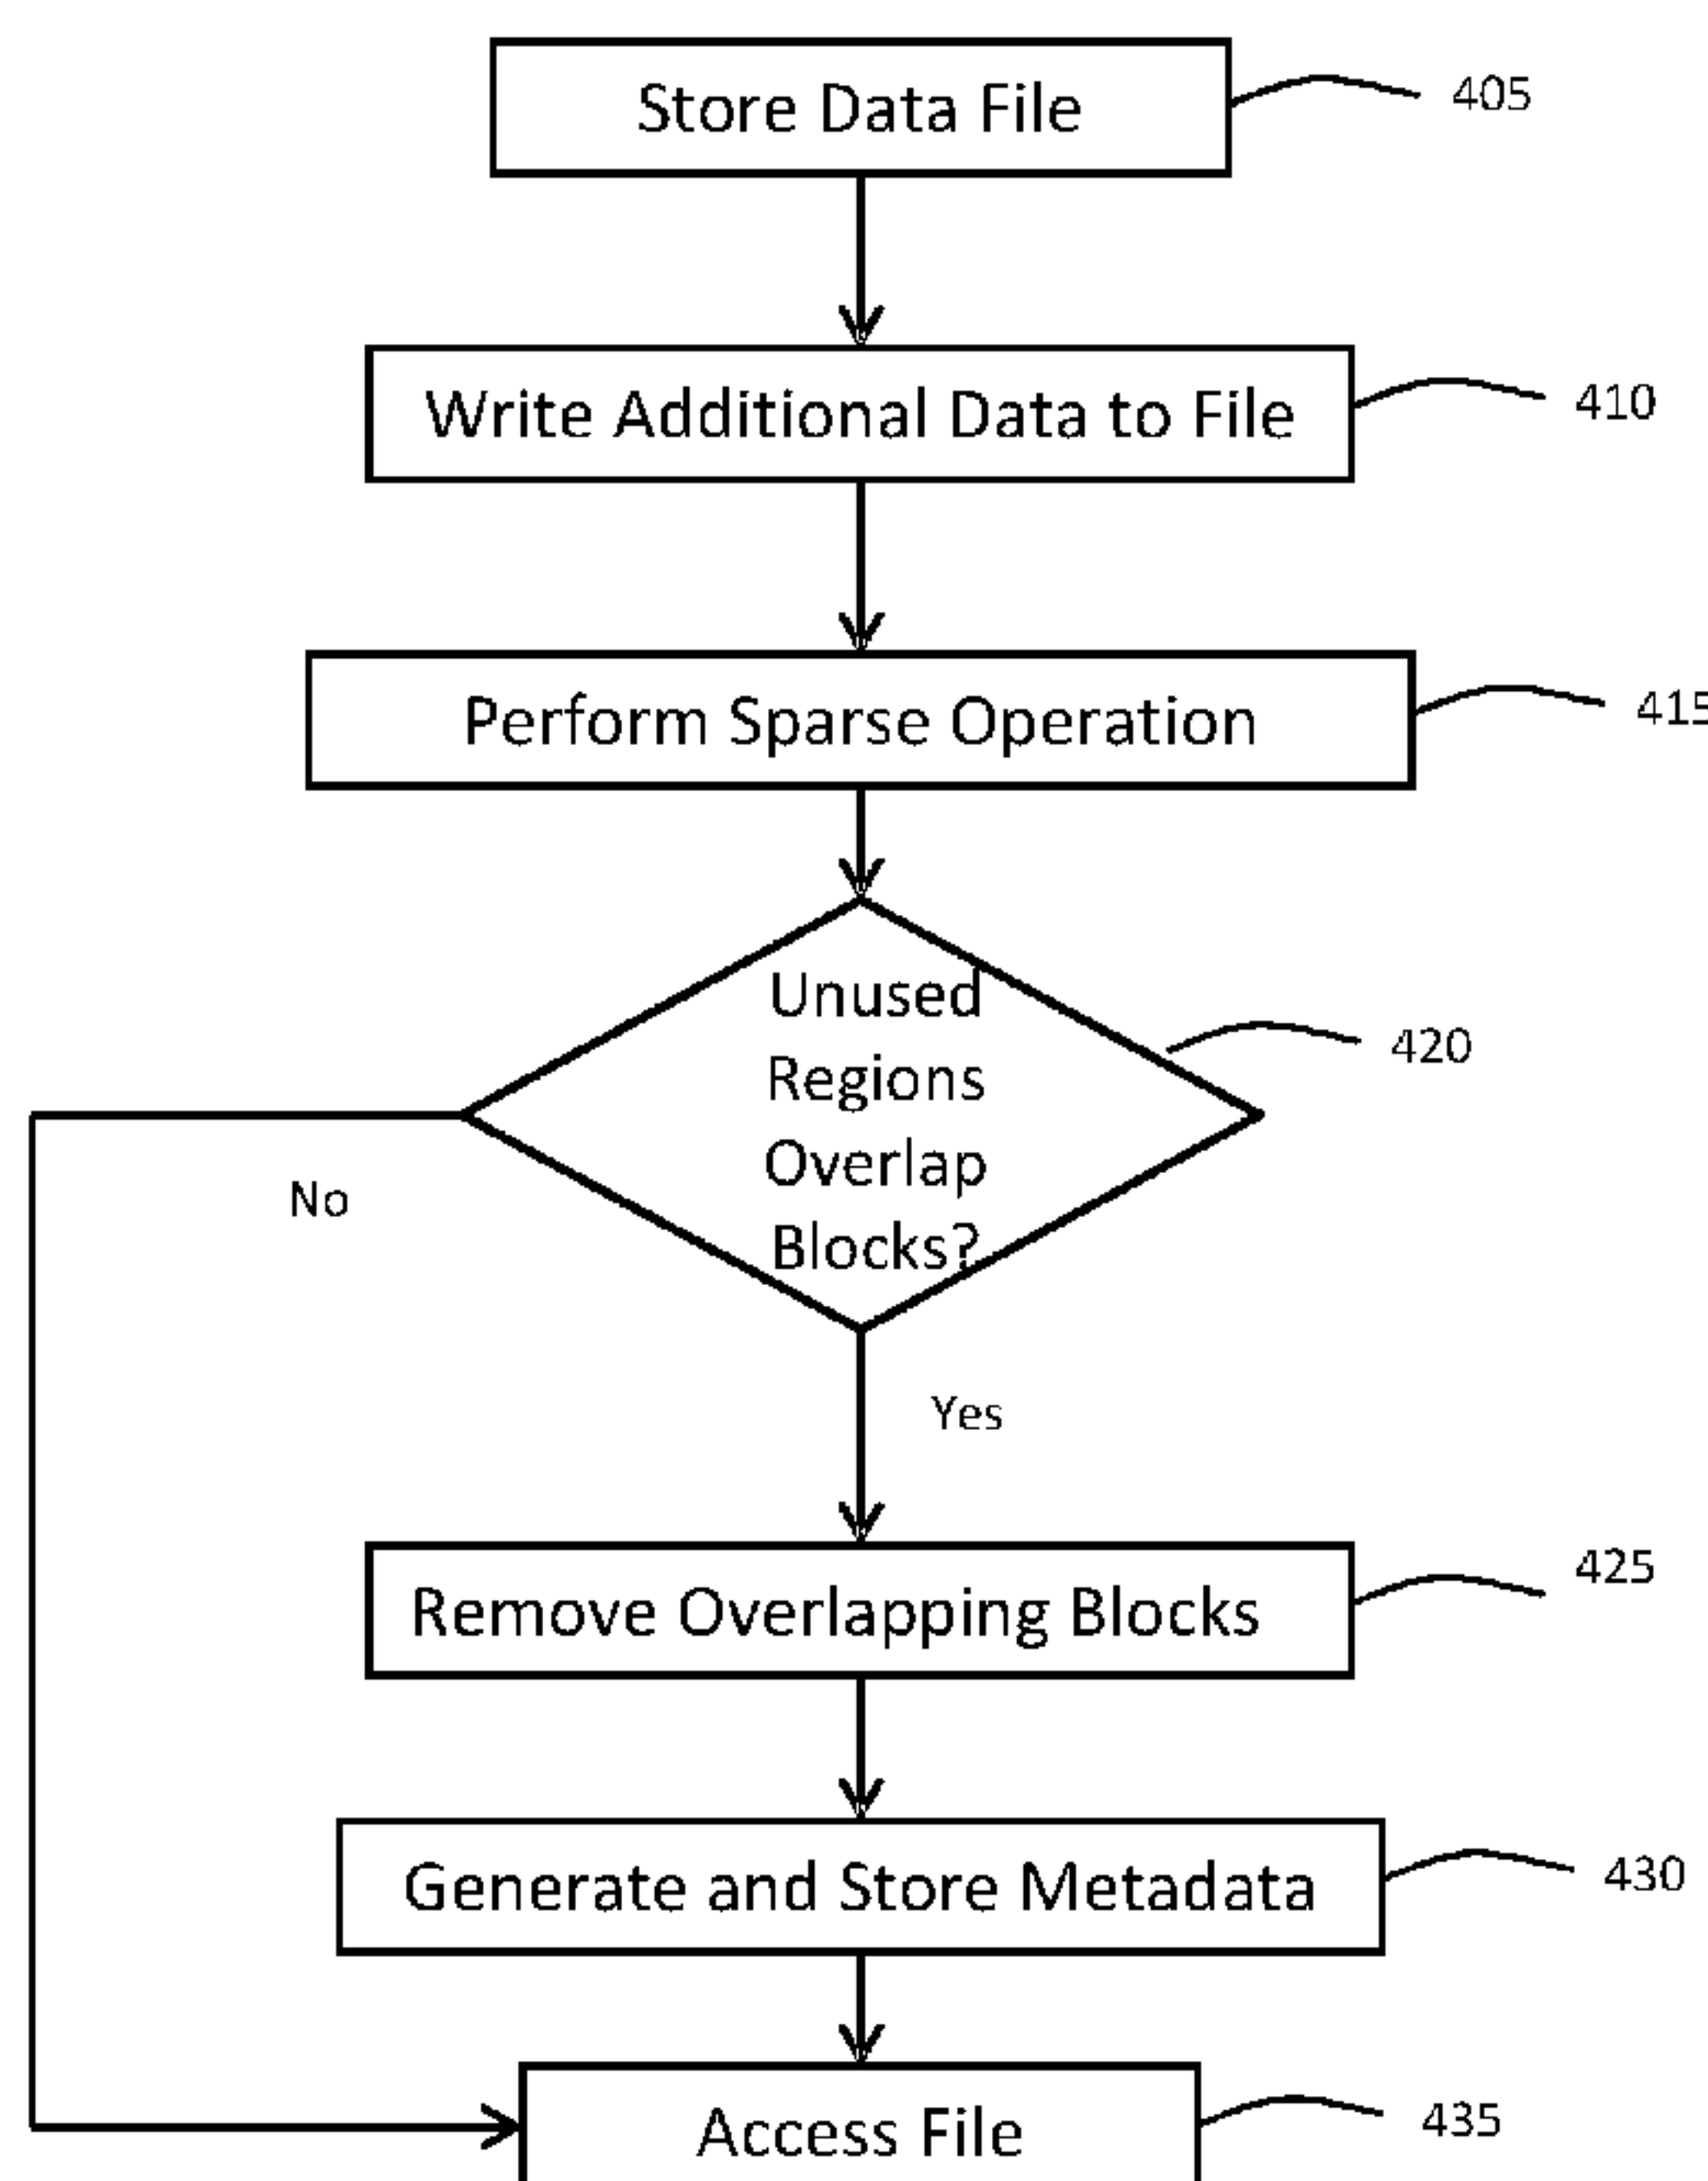 Store Data File
405
Write Additional Data to File
410
Perform Sparse Operation
415
Unused
Regions
Overlap
Blocks?
420
No
Yes
Remove Overlapping Blocks
425
Generate and Store Metadata
430
Access File
435